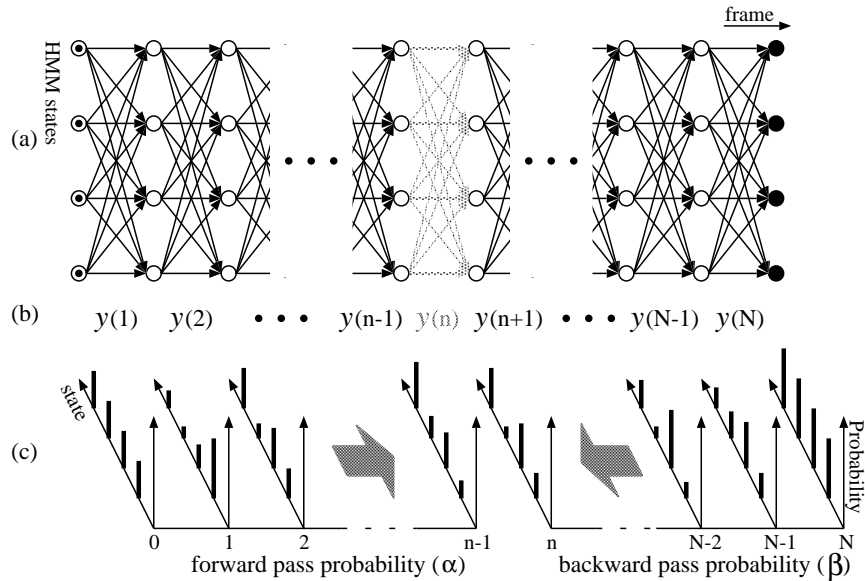 frame
HMM states
(a)
(b) y(1) y(2) • • • y(n-1) y(n) y(n+1) • • • y(N-1) y(N)
state
(c)
Probability
0 1 2 n-1 n N-2 N-1 N
forward pass probability (α) backward pass probability (β)